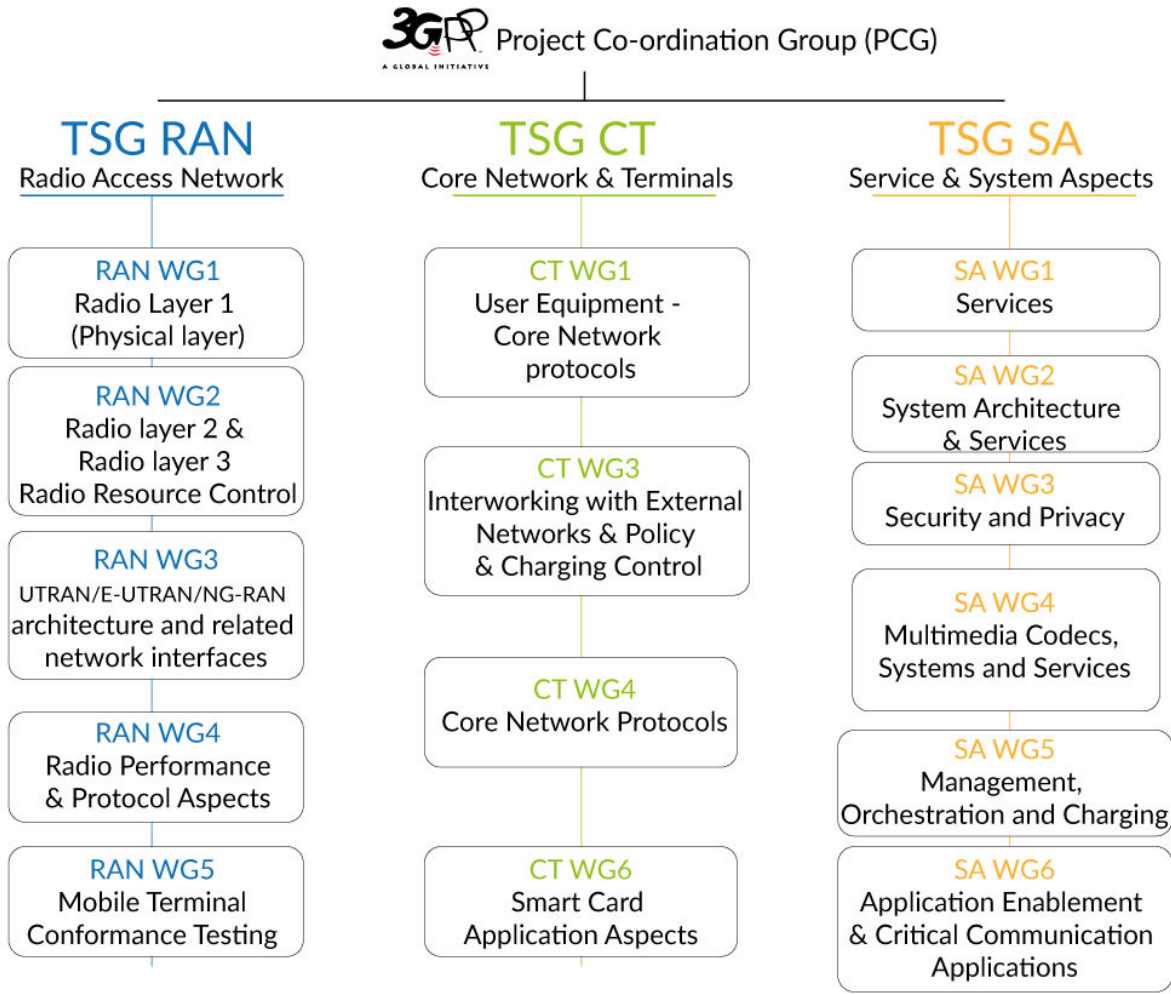 3GPP
A GLOBAL INITIATIVE
Project Co-ordination Group (PCG)
TSG RAN
Radio Access Network
RAN WG1
Radio Layer 1
(Physical layer)
RAN WG2
Radio layer 2 &
Radio layer 3
Radio Resource Control
RAN WG3
UTRAN/E-UTRAN/NG-RAN
architecture and related
network interfaces
RAN WG4
Radio Performance
& Protocol Aspects
RAN WG5
Mobile Terminal
Conformance Testing
TSG CT
Core Network & Terminals
CT WG1
User Equipment -
Core Network
protocols
CT WG3
Interworking with External
Networks & Policy
& Charging Control
CT WG4
Core Network Protocols
CT WG6
Smart Card
Application Aspects
TSG SA
Service & System Aspects
SA WG1
Services
SA WG2
System Architecture
& Services
SA WG3
Security and Privacy
SA WG4
Multimedia Codecs,
Systems and Services
SA WG5
Management,
Orchestration and Charging
SA WG6
Application Enablement
& Critical Communication
Applications